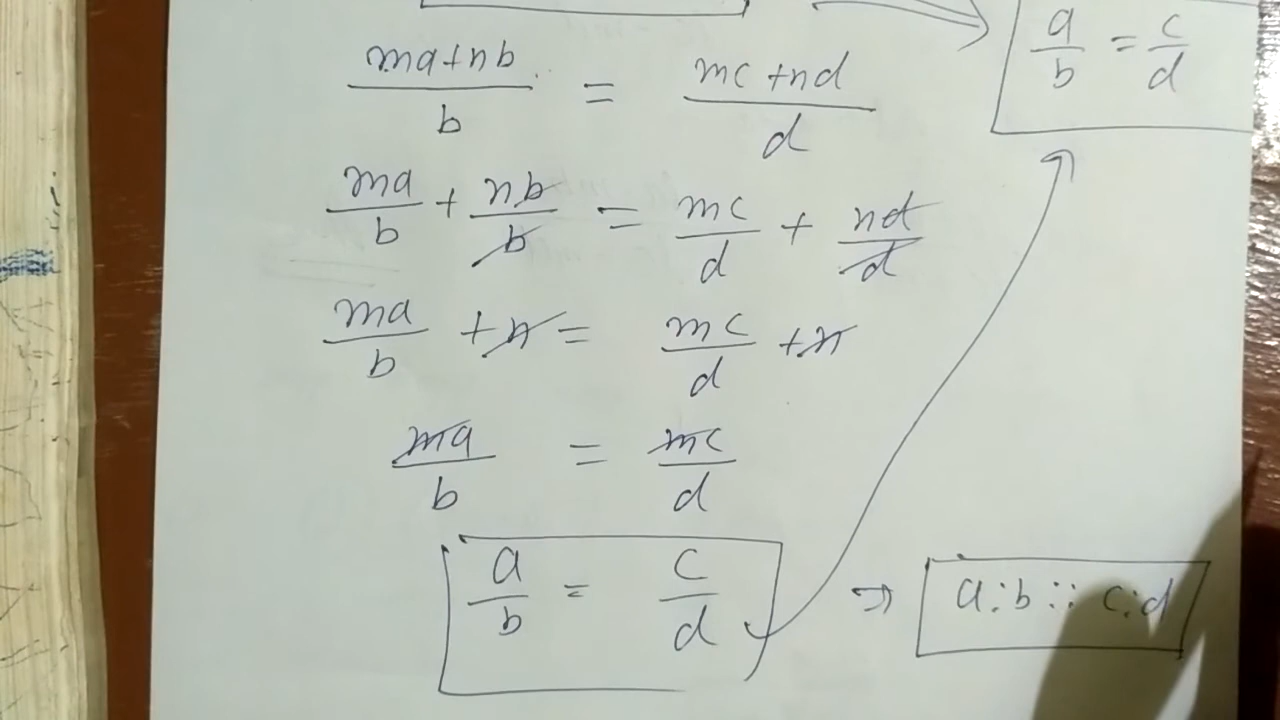 a/b = c/d
(ma+nb)/b = (mc+nd)/d
ma/b + nb/b = mc/d + nd/d
ma/b + n = mc/d + n
ma/b = mc/d
a/b = c/d ⇒ a:b :: c:d